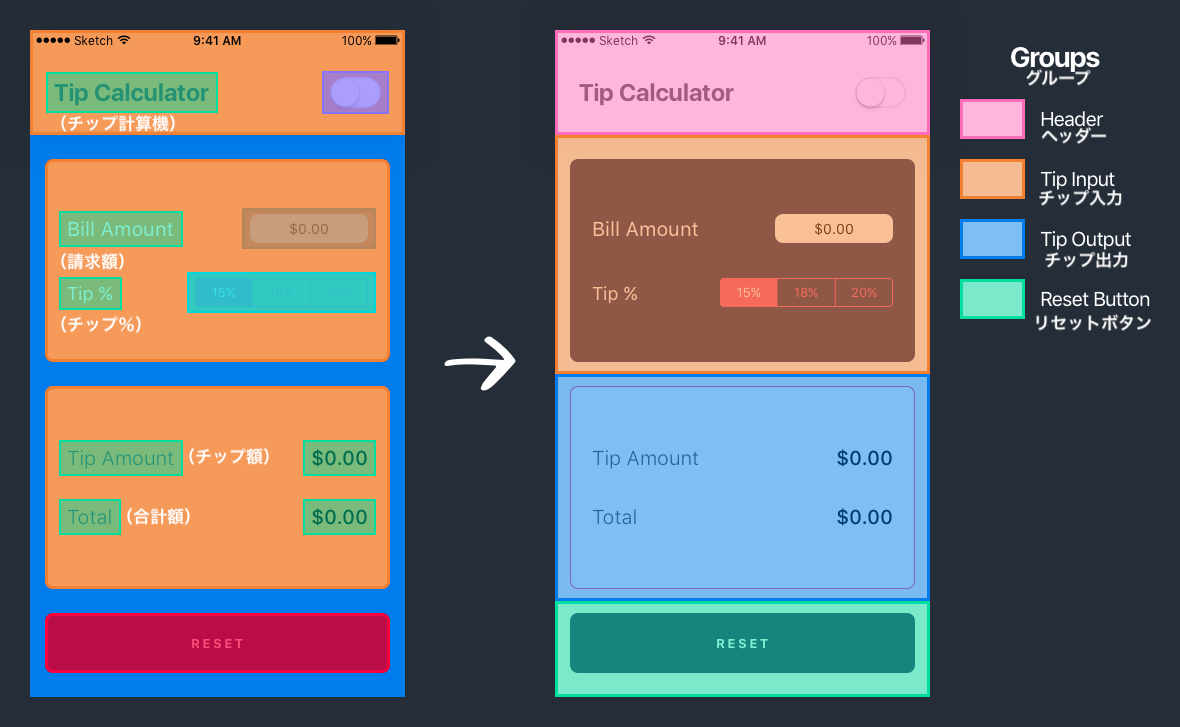 Sketch 9:41 AM 100%
Tip Calculator
(チップ計算機)
Bill Amount $0.00
(請求額)
Tip % 15% 18% 20%
(チップ%)
Tip Amount (チップ額) $0.00
Total (合計額) $0.00
RESET
Sketch 9:41 AM 100%
Tip Calculator
Bill Amount $0.00
Tip % 15% 18% 20%
Tip Amount $0.00
Total $0.00
RESET
Groups
グループ
Header
ヘッダー
Tip Input
チップ入力
Tip Output
チップ出力
Reset Button
リセットボタン